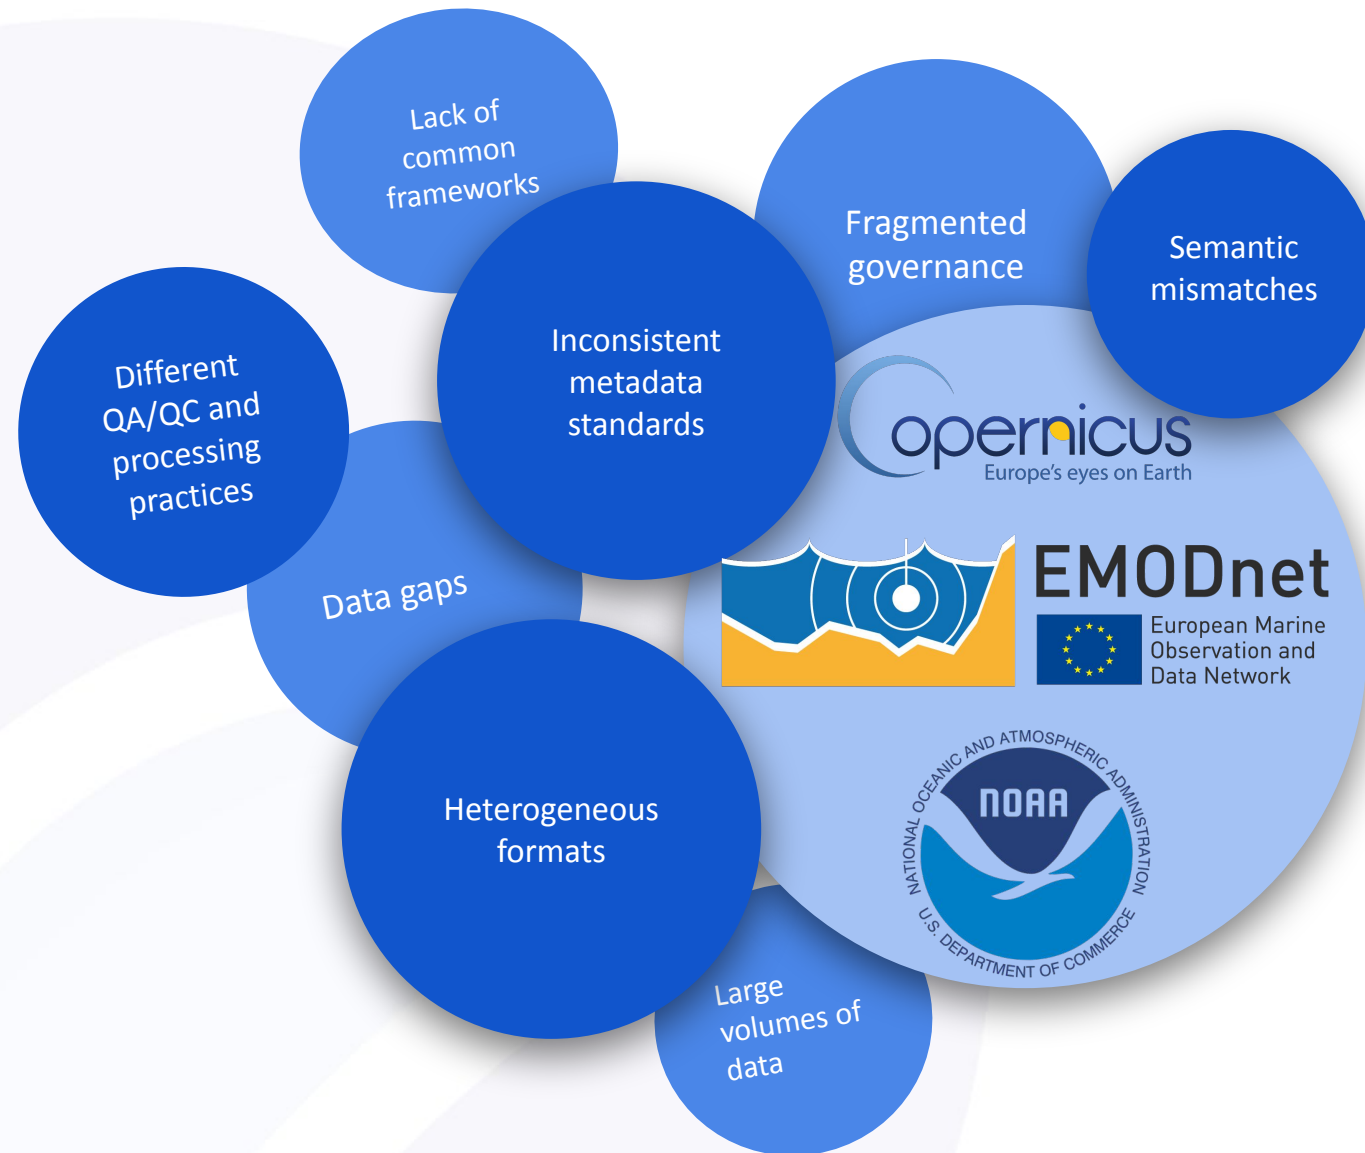 Lack of
common
frameworks
Fragmented
governance
Semantic
mismatches
Inconsistent
metadata
standards
Different
QA/QC and
processing
practices
Copernicus
Europe's eyes on Earth
Data gaps
EMODnet
European Marine
Observation and
Data Network
Heterogeneous
formats
NATIONAL OCEANIC AND ATMOSPHERIC ADMINISTRATION
NOAA
U.S. DEPARTMENT OF COMMERCE
Large
volumes of
data